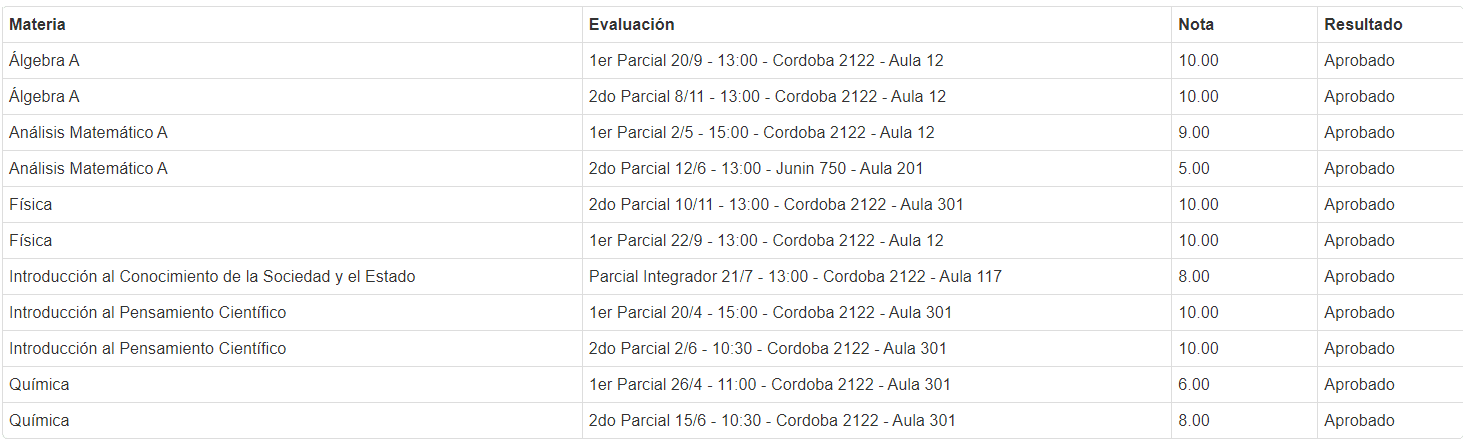 Materia Evaluación Nota Resultado
Álgebra A 1er Parcial 20/9 - 13:00 - Cordoba 2122 - Aula 12 10.00 Aprobado
Álgebra A 2do Parcial 8/11 - 13:00 - Cordoba 2122 - Aula 12 10.00 Aprobado
Análisis Matemático A 1er Parcial 2/5 - 15:00 - Cordoba 2122 - Aula 12 9.00 Aprobado
Análisis Matemático A 2do Parcial 12/6 - 13:00 - Junin 750 - Aula 201 5.00 Aprobado
Física 2do Parcial 10/11 - 13:00 - Cordoba 2122 - Aula 301 10.00 Aprobado
Física 1er Parcial 22/9 - 13:00 - Cordoba 2122 - Aula 12 10.00 Aprobado
Introducción al Conocimiento de la Sociedad y el Estado Parcial Integrador 21/7 - 13:00 - Cordoba 2122 - Aula 117 8.00 Aprobado
Introducción al Pensamiento Científico 1er Parcial 20/4 - 15:00 - Cordoba 2122 - Aula 301 10.00 Aprobado
Introducción al Pensamiento Científico 2do Parcial 2/6 - 10:30 - Cordoba 2122 - Aula 301 10.00 Aprobado
Química 1er Parcial 26/4 - 11:00 - Cordoba 2122 - Aula 301 6.00 Aprobado
Química 2do Parcial 15/6 - 10:30 - Cordoba 2122 - Aula 301 8.00 Aprobado